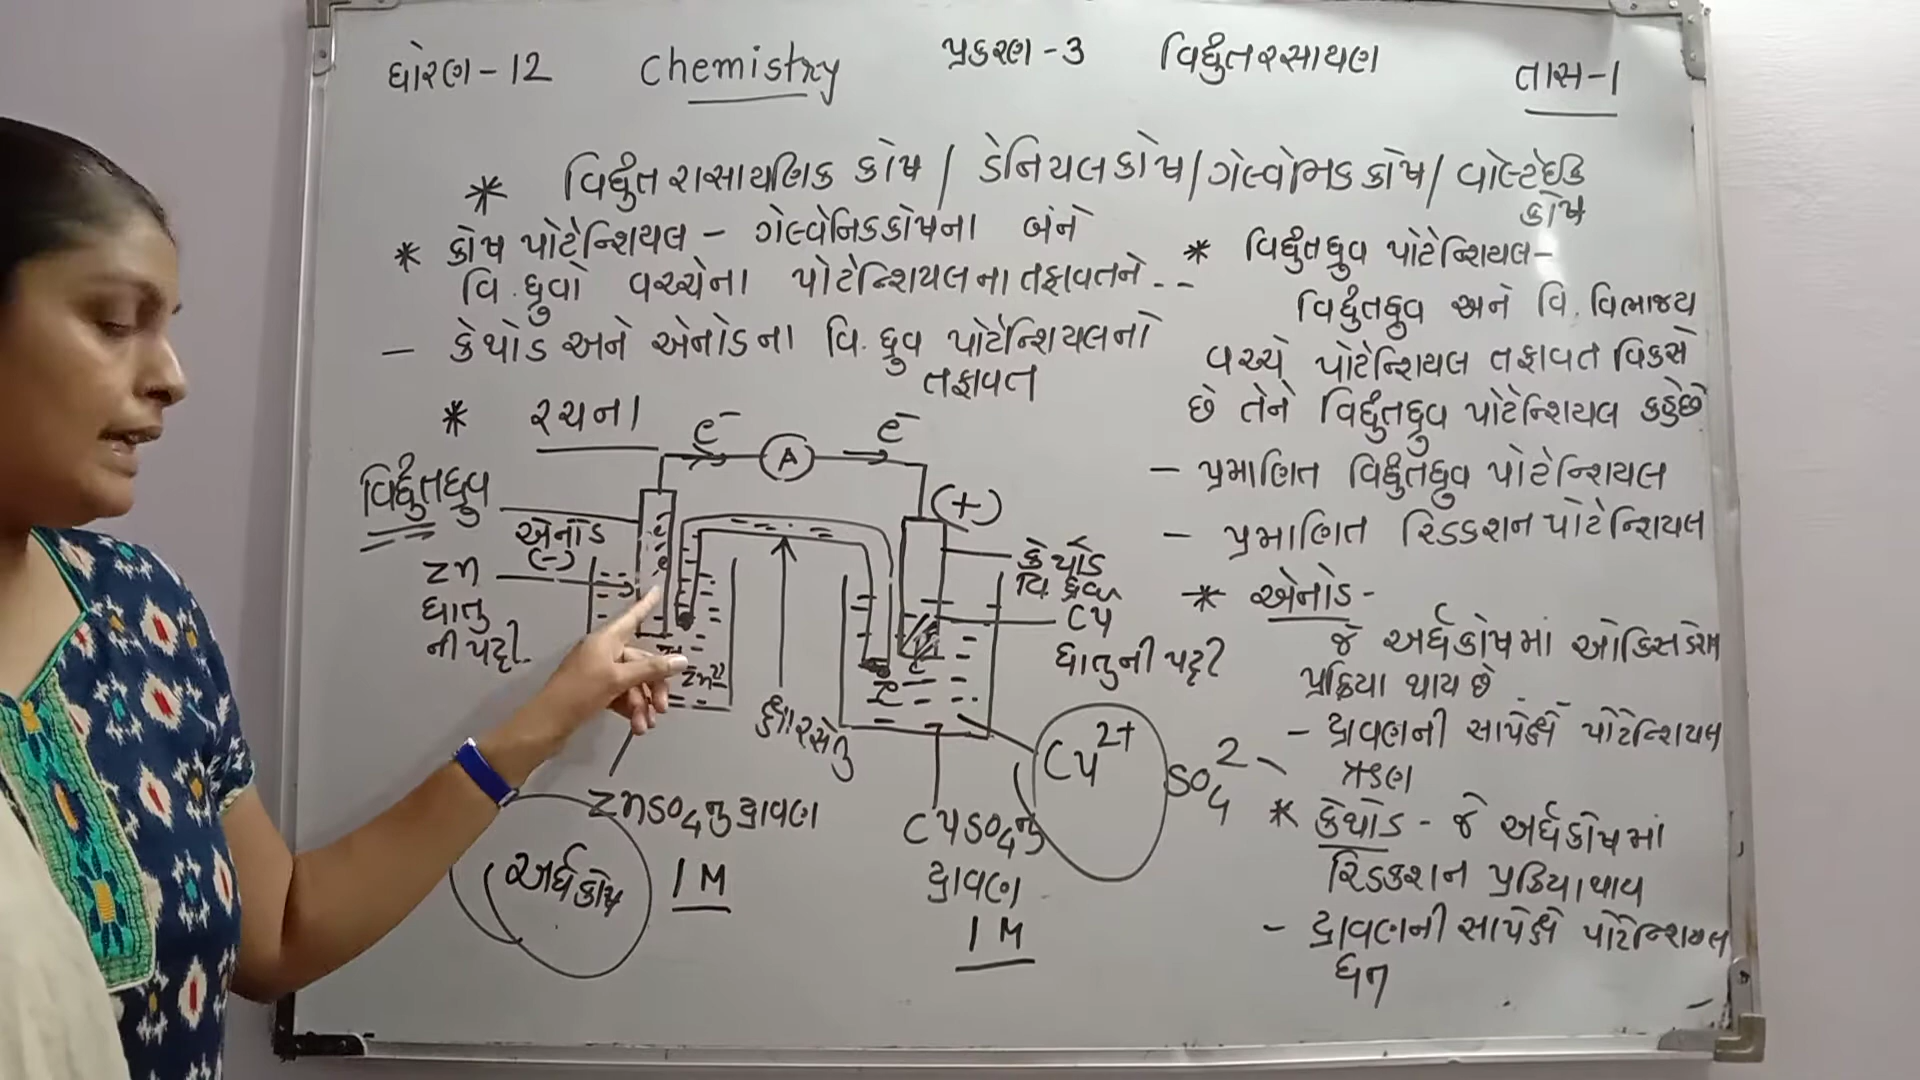 ધોરણ - 12 Chemistry પ્રકરણ - 3 વિદ્યુતરસાયણ તાસ - 1
* વિદ્યુત રાસાયણિક કોષ / ડેનિયલ કોષ / ગેલ્વેનિક કોષ / વોલ્ટેઈક કોષ
* કોષ પોટેન્શિયલ - ગેલ્વેનિક કોષના બંને
વિ. ધ્રુવો વચ્ચેના પોટેન્શિયલના તફાવતને - -
- કેથોડ અને એનોડના વિ. ધ્રુવ પોટેન્શિયલનો
તફાવત
* રચના
e⁻ A e⁻
વિદ્યુતધ્રુવ
એનોડ
(-)
Zn
ધાતુ
ની પટ્ટી.
(+)
કેથોડ
વિ. ધ્રુવ
Cu
ધાતુની પટ્ટી
ક્ષારસેતુ
Cu²⁺ SO₄²⁻
ZnSO₄નું દ્રાવણ
1 M
અર્ધકોષ
CuSO₄નું
દ્રાવણ
1 M
* વિદ્યુતધ્રુવ પોટેન્શિયલ -
વિદ્યુતધ્રુવ અને વિ. વિભાજ્ય
વચ્ચે પોટેન્શિયલ તફાવત વિકસે
છે તેને વિદ્યુતધ્રુવ પોટેન્શિયલ કહે છે
- પ્રમાણિત વિદ્યુતધ્રુવ પોટેન્શિયલ
- પ્રમાણિત રિડક્શન પોટેન્શિયલ
* એનોડ -
જે અર્ધકોષમાં ઓક્સિડેશન
પ્રક્રિયા થાય છે
- દ્રાવણની સાપેક્ષે પોટેન્શિયલ
ઋણ
* કેથોડ - જે અર્ધકોષમાં
રિડક્શન પ્રક્રિયા થાય
- દ્રાવણની સાપેક્ષે પોટેન્શિયલ
ધન